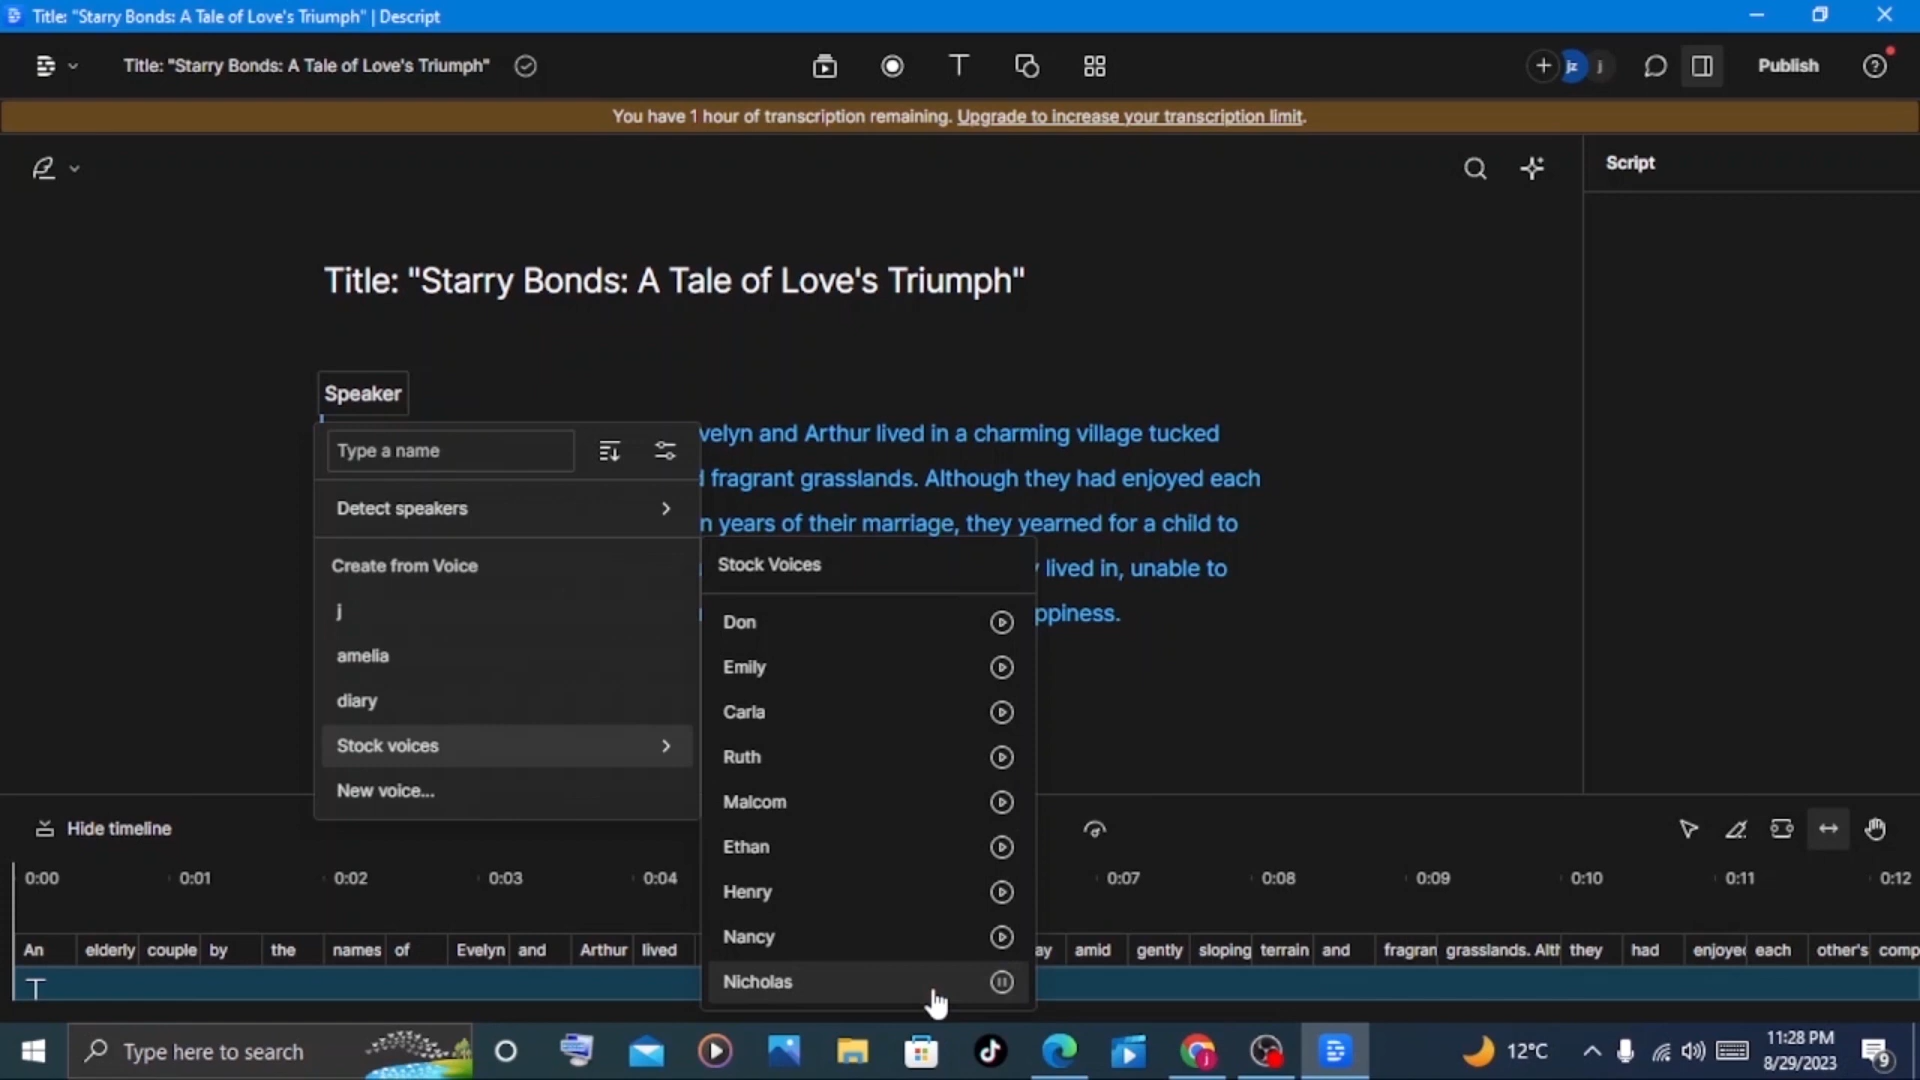 Title: "Starry Bonds: A Tale of Love's Triumph" | Descript
Title: "Starry Bonds: A Tale of Love's Triumph"
jz
j
Publish
You have 1 hour of transcription remaining. Upgrade to increase your transcription limit.
Script
Title: "Starry Bonds: A Tale of Love's Triumph"
Speaker
velyn and Arthur lived in a charming village tucked
Type a name
fragrant grasslands. Although they had enjoyed each
Detect speakers
n years of their marriage, they yearned for a child to
Create from Voice
Stock Voices
lived in, unable to
j
Don
ppiness.
amelia
Emily
diary
Carla
Stock voices
Ruth
New voice...
Malcom
Hide timeline
Ethan
0:00 0:01 0:02 0:03 0:04 0:07 0:08 0:09 0:10 0:11 0:12
Henry
Nancy
An elderly couple by the names of Evelyn and Arthur lived ay amid gently sloping terrain and fragran grasslands. Alth they had enjoye each other's comp
Nicholas
Type here to search
12°C
11:28 PM
8/29/2023
9